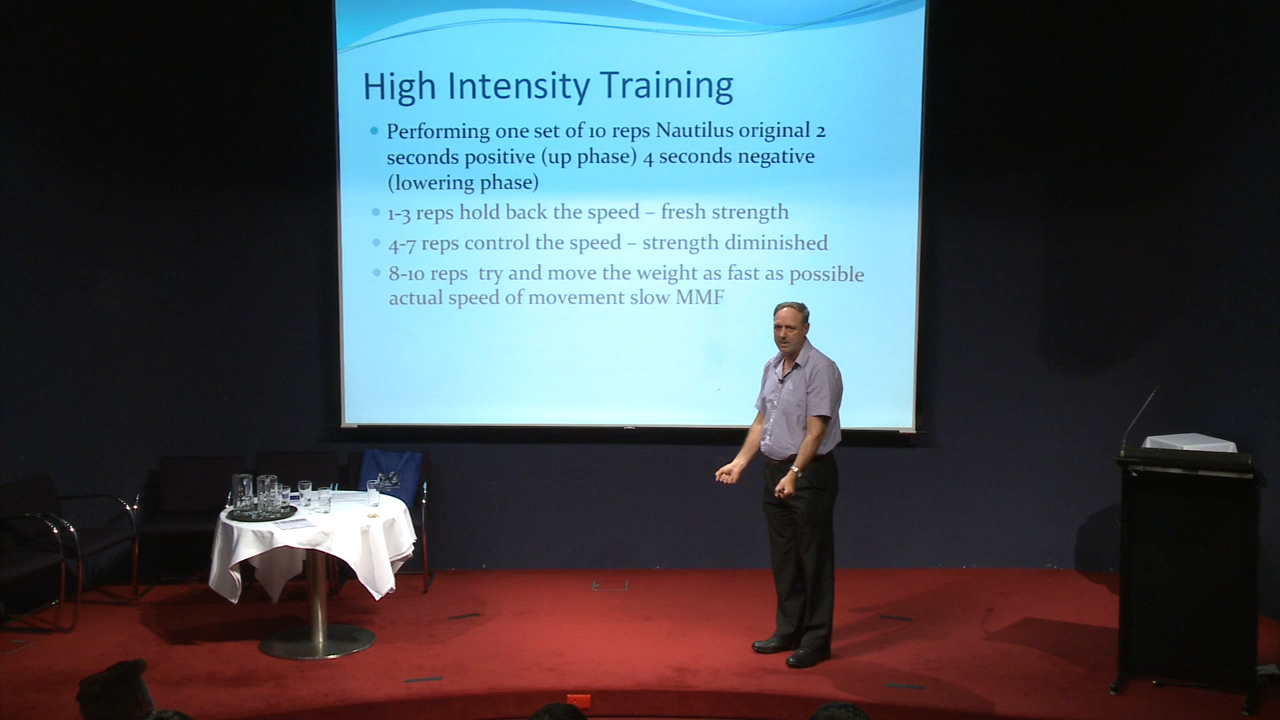 High Intensity Training
Performing one set of 10 reps Nautilus original 2
seconds positive (up phase) 4 seconds negative
(lowering phase)
1-3 reps hold back the speed – fresh strength
4-7 reps control the speed – strength diminished
8-10 reps  try and move the weight as fast as possible
actual speed of movement slow MMF